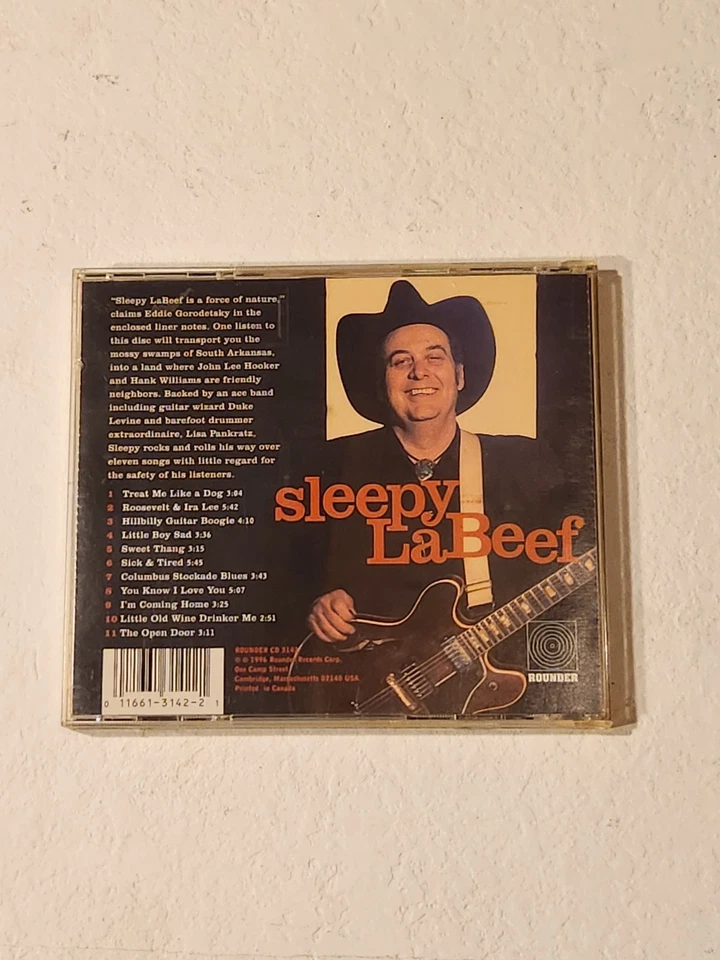 "Sleepy LaBeef is a force of nature,"
claims Eddie Gorodetsky in the
enclosed liner notes. One listen to
this disc will transport you the
mossy swamps of South Arkansas,
into a land where John Lee Hooker
and Hank Williams are friendly
neighbors. Backed by an ace band
including guitar wizard Duke
Levine and barefoot drummer
extraordinaire, Lisa Pankratz,
Sleepy rocks and rolls his way over
eleven songs with little regard for
the safety of his listeners.
1 Treat Me Like a Dog 3:04
2 Roosevelt & Ira Lee 5:42
3 Hillbilly Guitar Boogie 4:10
4 Little Boy Sad 3:36
5 Sweet Thang 3:15
6 Sick & Tired 5:45
7 Columbus Stockade Blues 3:43
8 You Know I Love You 5:07
9 I'm Coming Home 3:25
10 Little Old Wine Drinker Me 2:51
11 The Open Door 3:11
sleepy
LaBeef
ROUNDER CD 3142
℗ © 1996 Rounder Records Corp.
One Camp Street
Cambridge, Massachusetts 02140 USA
Printed in Canada
0 11661-3142-2 1
ROUNDER